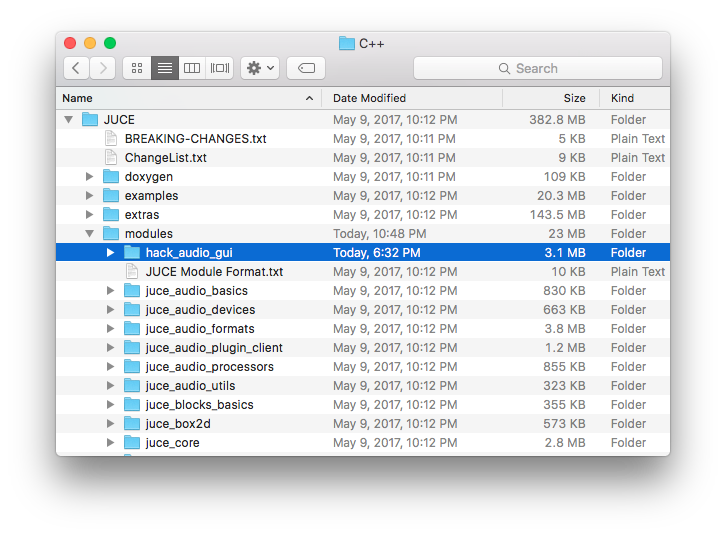 C++
Search
Name Date Modified Size Kind
JUCE May 9, 2017, 10:12 PM 382.8 MB Folder
BREAKING-CHANGES.txt May 9, 2017, 10:11 PM 5 KB Plain Text
ChangeList.txt May 9, 2017, 10:11 PM 9 KB Plain Text
doxygen May 9, 2017, 10:11 PM 109 KB Folder
examples May 9, 2017, 10:12 PM 20.3 MB Folder
extras May 9, 2017, 10:12 PM 143.5 MB Folder
modules Today, 10:48 PM 23 MB Folder
hack_audio_gui Today, 6:32 PM 3.1 MB Folder
JUCE Module Format.txt May 9, 2017, 10:12 PM 10 KB Plain Text
juce_audio_basics May 9, 2017, 10:12 PM 830 KB Folder
juce_audio_devices May 9, 2017, 10:12 PM 663 KB Folder
juce_audio_formats May 9, 2017, 10:12 PM 3.8 MB Folder
juce_audio_plugin_client May 9, 2017, 10:12 PM 1.2 MB Folder
juce_audio_processors May 9, 2017, 10:12 PM 855 KB Folder
juce_audio_utils May 9, 2017, 10:12 PM 323 KB Folder
juce_blocks_basics May 9, 2017, 10:12 PM 355 KB Folder
juce_box2d May 9, 2017, 10:12 PM 573 KB Folder
juce_core May 9, 2017, 10:12 PM 2.8 MB Folder